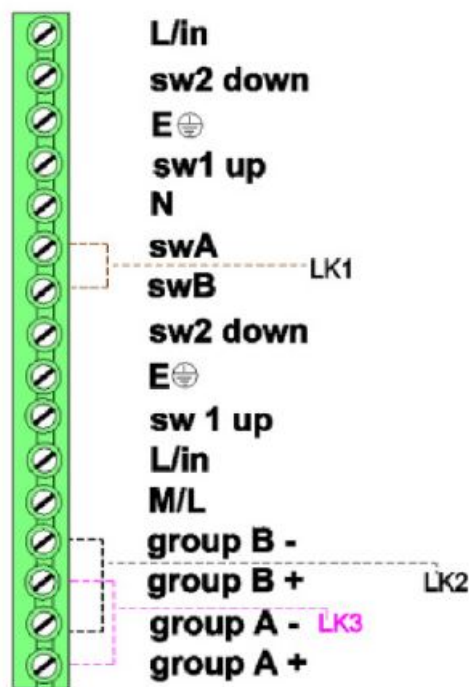 L/in
sw2 down
E
sw1 up
N
swA
LK1
swB
sw2 down
E
sw 1 up
L/in
M/L
group B -
group B +
LK2
group A -
LK3
group A +